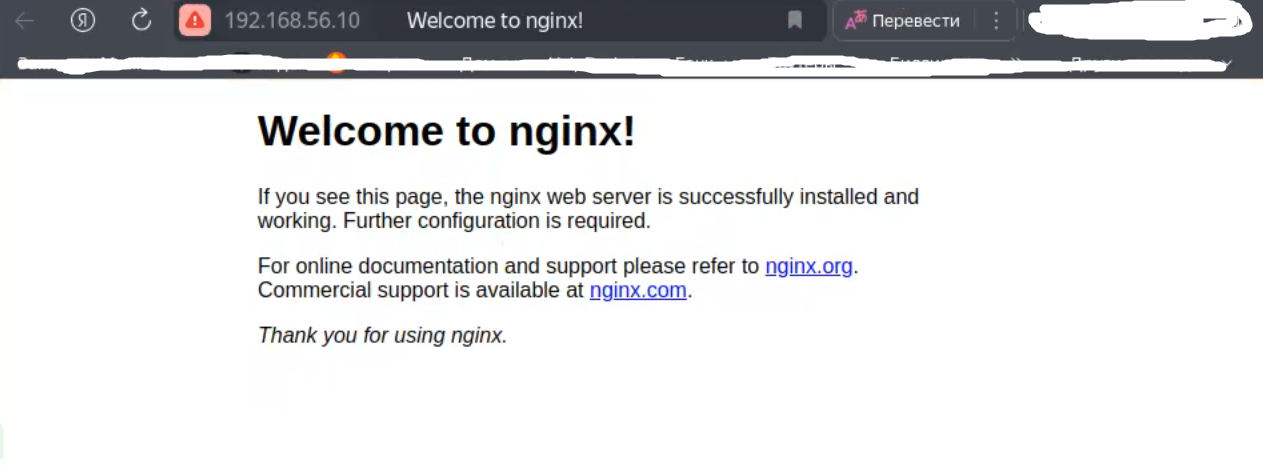 Я 192.168.56.10 Welcome to nginx! Перевести
Welcome to nginx!
If you see this page, the nginx web server is successfully installed and
working. Further configuration is required.
For online documentation and support please refer to nginx.org.
Commercial support is available at nginx.com.
Thank you for using nginx.